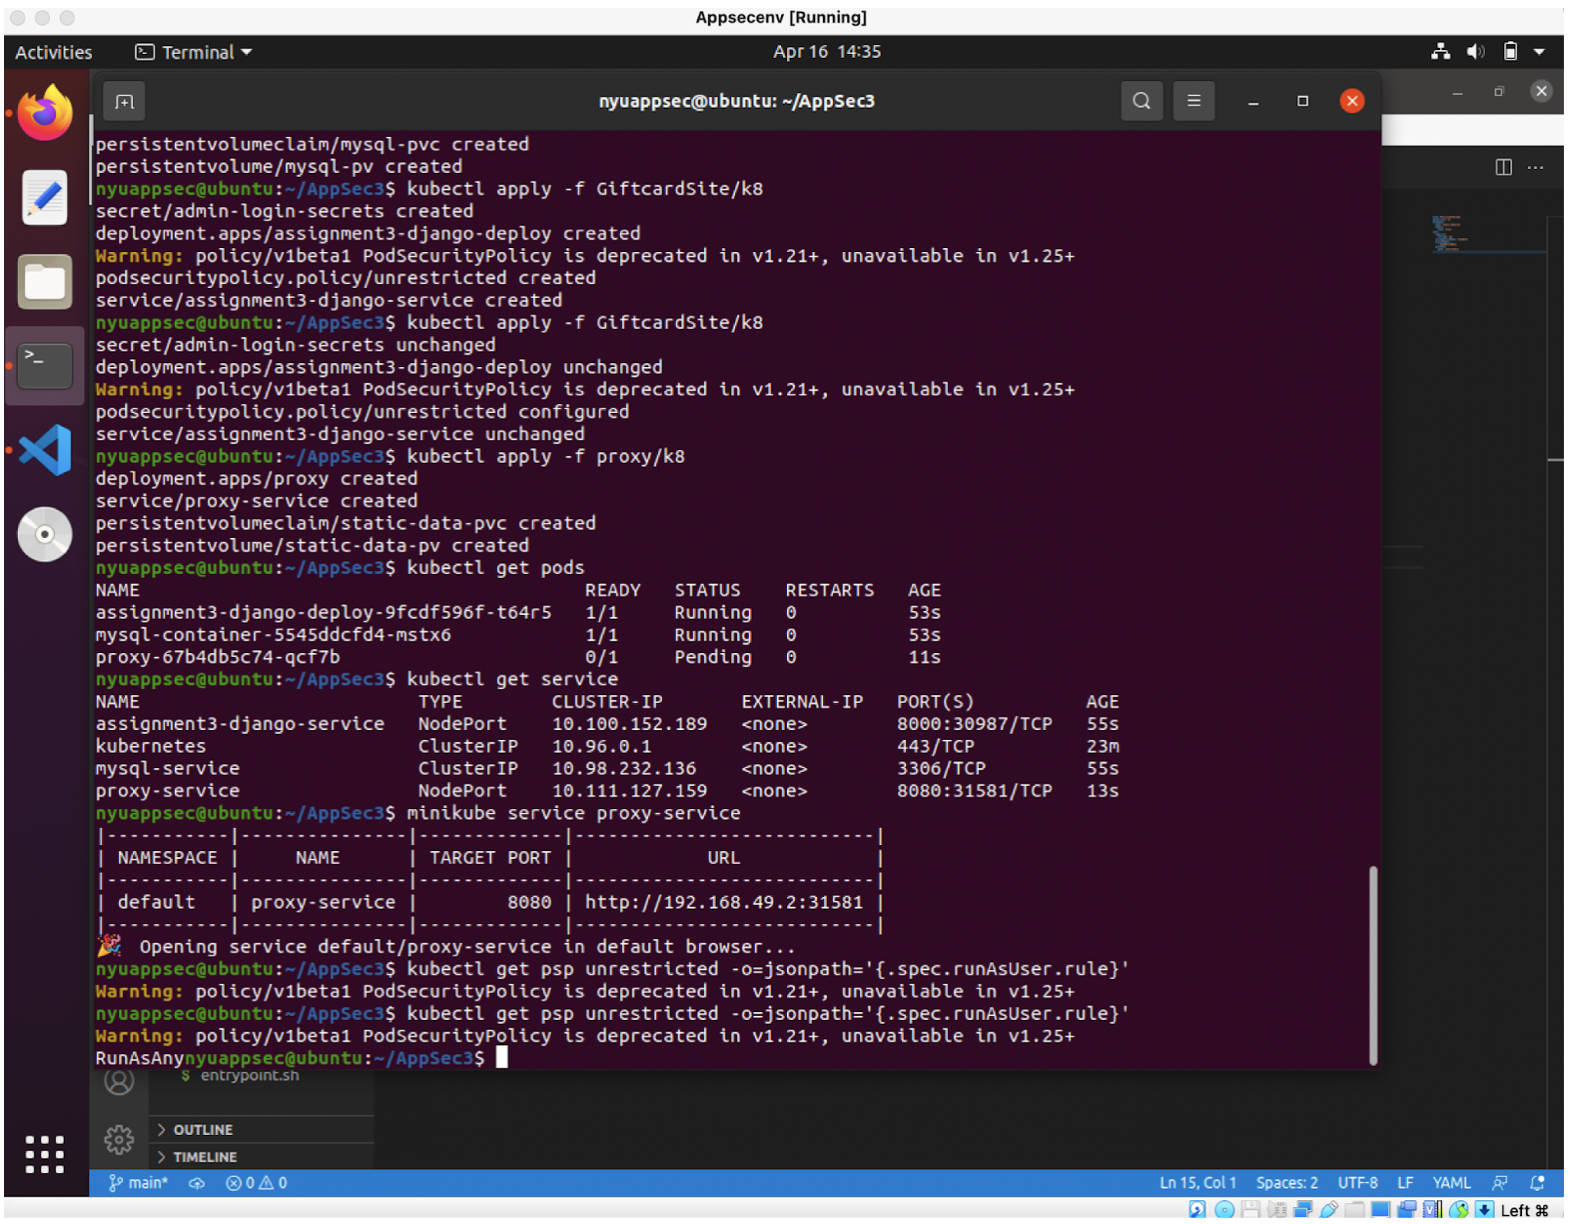 Appsecenv [Running]
Activities Terminal Apr 16 14:35
nyuappsec@ubuntu: ~/AppSec3
persistentvolumeclaim/mysql-pvc created
persistentvolume/mysql-pv created
nyuappsec@ubuntu:~/AppSec3$ kubectl apply -f GiftcardSite/k8
secret/admin-login-secrets created
deployment.apps/assignment3-django-deploy created
Warning: policy/v1beta1 PodSecurityPolicy is deprecated in v1.21+, unavailable in v1.25+
podsecuritypolicy.policy/unrestricted created
service/assignment3-django-service created
nyuappsec@ubuntu:~/AppSec3$ kubectl apply -f GiftcardSite/k8
secret/admin-login-secrets unchanged
deployment.apps/assignment3-django-deploy unchanged
Warning: policy/v1beta1 PodSecurityPolicy is deprecated in v1.21+, unavailable in v1.25+
podsecuritypolicy.policy/unrestricted configured
service/assignment3-django-service unchanged
nyuappsec@ubuntu:~/AppSec3$ kubectl apply -f proxy/k8
deployment.apps/proxy created
service/proxy-service created
persistentvolumeclaim/static-data-pvc created
persistentvolume/static-data-pv created
nyuappsec@ubuntu:~/AppSec3$ kubectl get pods
NAME READY STATUS RESTARTS AGE
assignment3-django-deploy-9fcdf596f-t64r5 1/1 Running 0 53s
mysql-container-5545ddcfd4-mstx6 1/1 Running 0 53s
proxy-67b4db5c74-qcf7b 0/1 Pending 0 11s
nyuappsec@ubuntu:~/AppSec3$ kubectl get service
NAME TYPE CLUSTER-IP EXTERNAL-IP PORT(S) AGE
assignment3-django-service NodePort 10.100.152.189 <none> 8000:30987/TCP 55s
kubernetes ClusterIP 10.96.0.1 <none> 443/TCP 23m
mysql-service ClusterIP 10.98.232.136 <none> 3306/TCP 55s
proxy-service NodePort 10.111.127.159 <none> 8080:31581/TCP 13s
nyuappsec@ubuntu:~/AppSec3$ minikube service proxy-service
|-----------|---------------|-------------|---------------------------|
| NAMESPACE | NAME | TARGET PORT | URL |
|-----------|---------------|-------------|---------------------------|
| default | proxy-service | 8080 | http://192.168.49.2:31581 |
|-----------|---------------|-------------|---------------------------|
🎉 Opening service default/proxy-service in default browser...
nyuappsec@ubuntu:~/AppSec3$ kubectl get psp unrestricted -o=jsonpath='{.spec.runAsUser.rule}'
Warning: policy/v1beta1 PodSecurityPolicy is deprecated in v1.21+, unavailable in v1.25+
nyuappsec@ubuntu:~/AppSec3$ kubectl get psp unrestricted -o=jsonpath='{.spec.runAsUser.rule}'
Warning: policy/v1beta1 PodSecurityPolicy is deprecated in v1.21+, unavailable in v1.25+
RunAsAnynyuappsec@ubuntu:~/AppSec3$
$ entrypoint.sh
> OUTLINE
> TIMELINE
main* 0 0 Ln 15, Col 1 Spaces: 2 UTF-8 LF YAML
Left ⌘